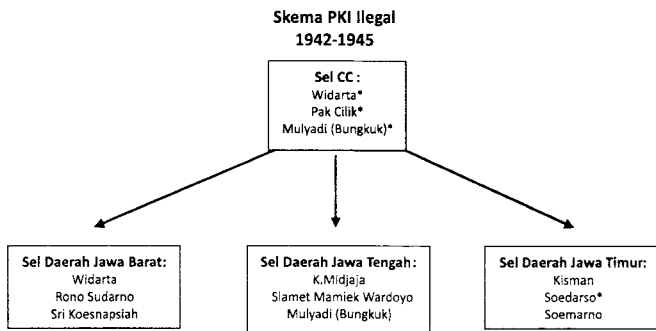 Skema PKI Ilegal
1942-1945
Sel CC :
Widarta*
Pak Cilik*
Mulyadi (Bungkuk)*
Sel Daerah Jawa Barat:
Widarta
Rono Sudarno
Sri Koesnapsiah
Sel Daerah Jawa Tengah:
K.Midjaja
Slamet Mamiek Wardoyo
Mulyadi (Bungkuk)
Sel Daerah Jawa Timur:
Kisman
Soedarso*
Soemarno